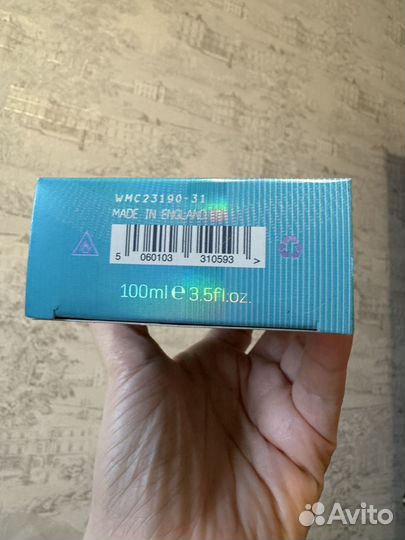 WMC23190-31
MADE IN ENGLAND
5 060103 310593 >
100ml e 3.5fl.oz.
Avito